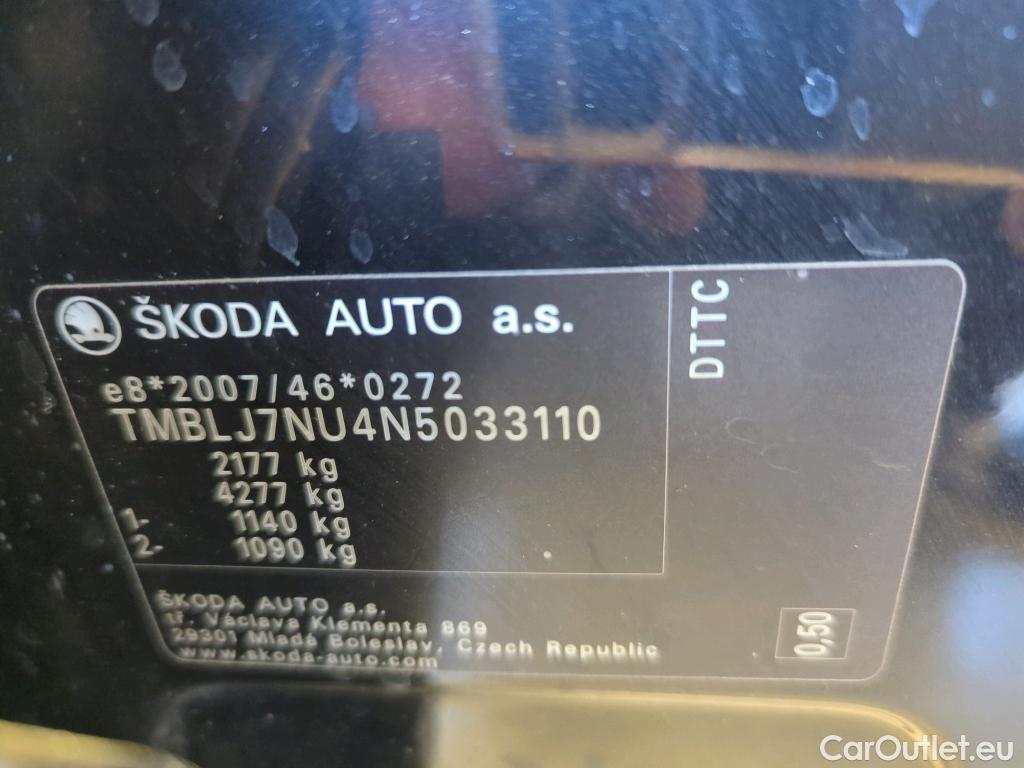 ŠKODA AUTO a.s.
DTTC
e8*2007/46*0272
TMBLJ7NU4N5033110
2177 kg
4277 kg
1- 1140 kg
2- 1090 kg
ŠKODA AUTO a.s.
tř. Václava Klementa 869
29301 Mladá Boleslav, Czech Republic
www.skoda-auto.com
0,50
CarOutlet.eu